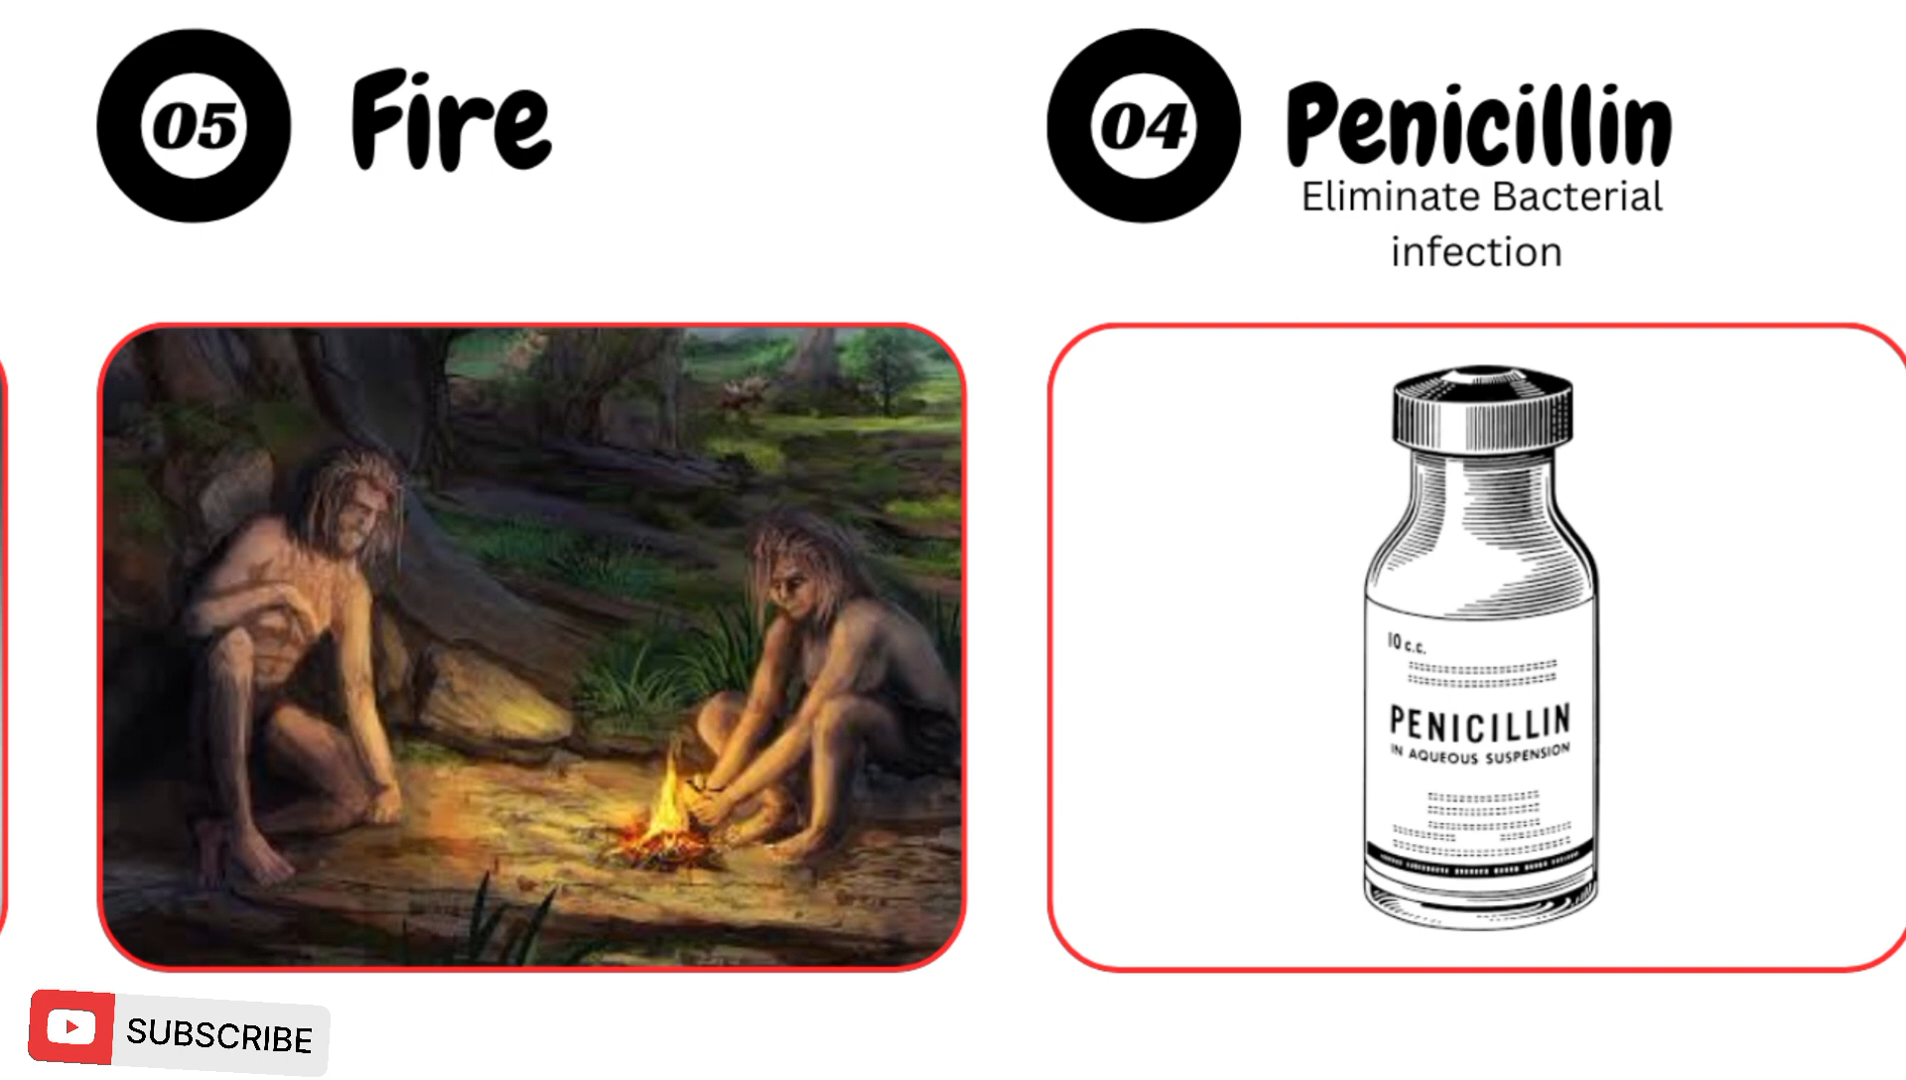 05
Fire
04
Penicillin
Eliminate Bacterial
infection
10 c.c.
PENICILLIN
IN AQUEOUS SUSPENSION
SUBSCRIBE